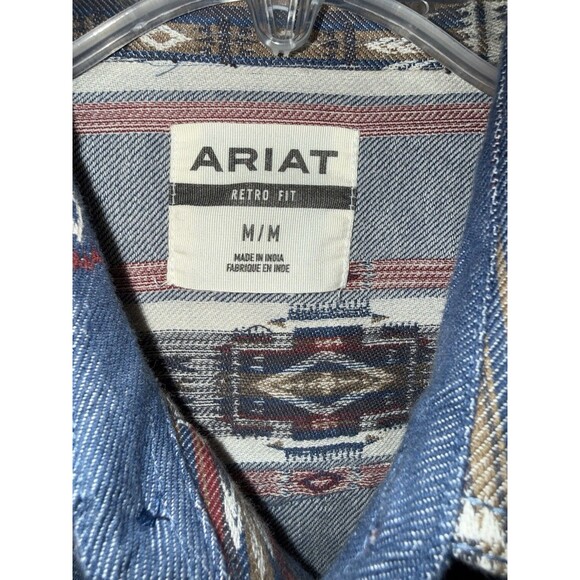 ARIAT
RETRO FIT
M/M
MADE IN INDIA
FABRIQUE EN INDE